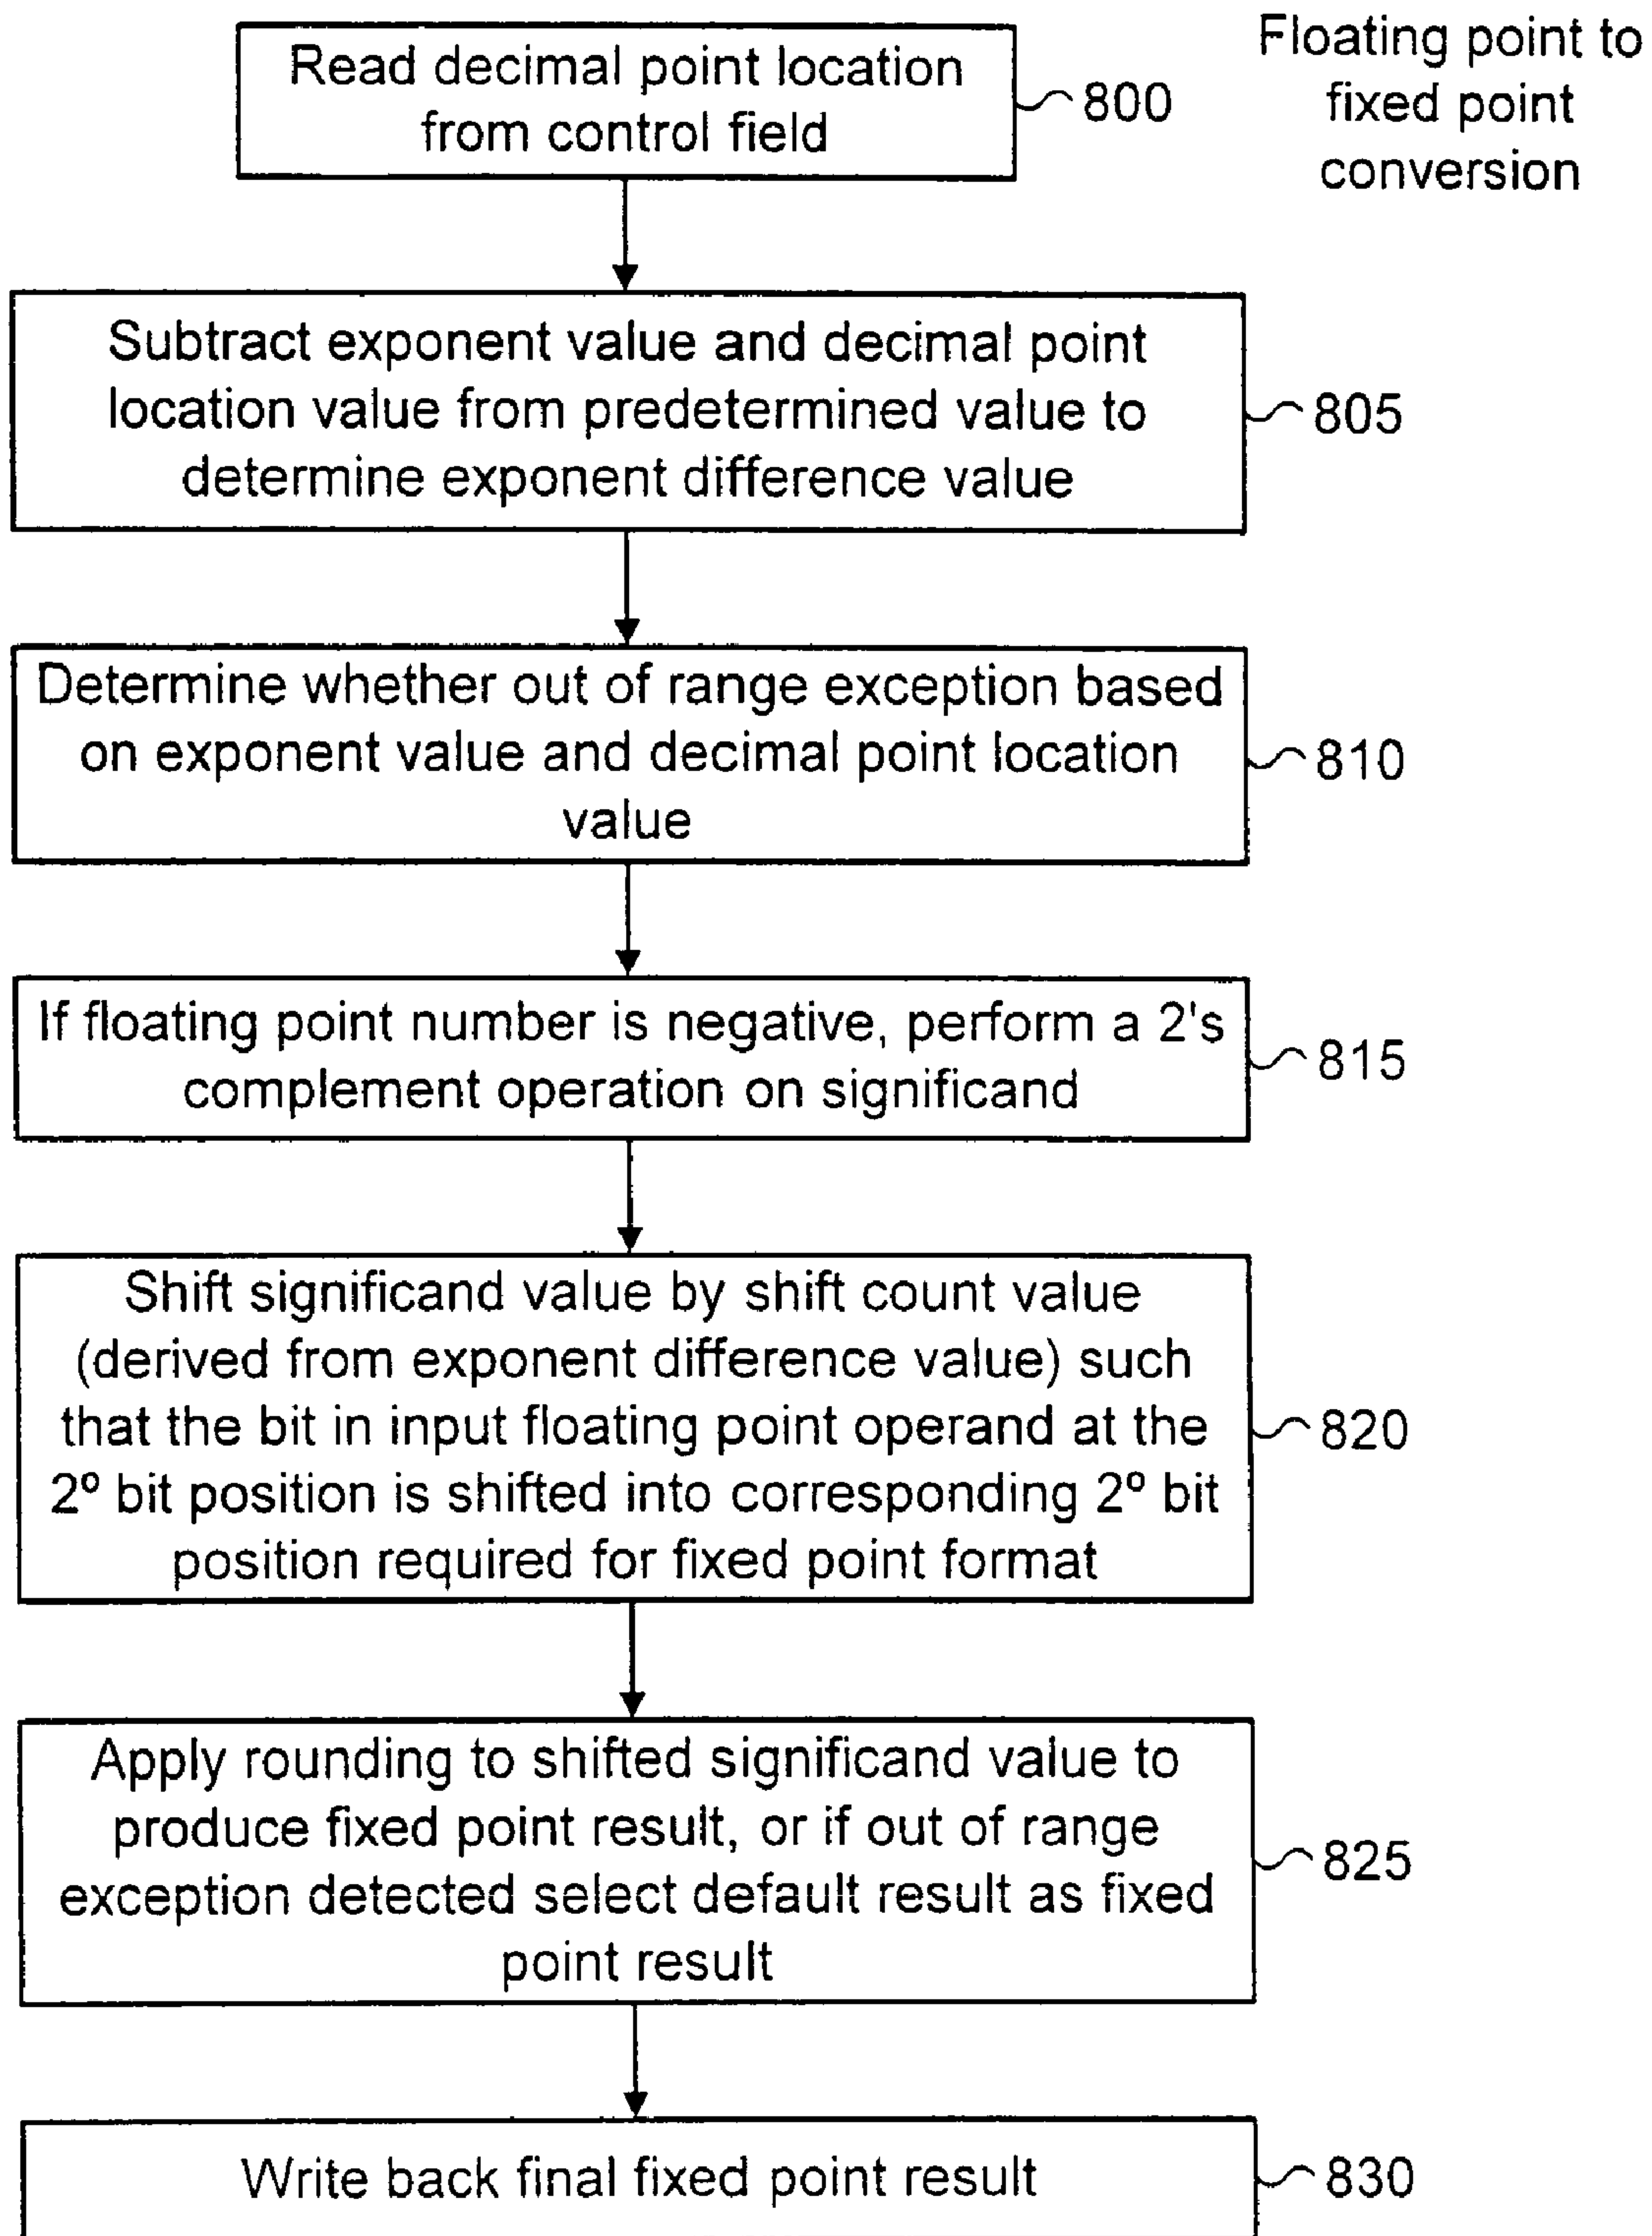 Floating point to
fixed point
conversion
Read decimal point location
from control field
800
Subtract exponent value and decimal point
location value from predetermined value to
determine exponent difference value
805
Determine whether out of range exception based
on exponent value and decimal point location
value
810
If floating point number is negative, perform a 2's
complement operation on significand
815
Shift significand value by shift count value
(derived from exponent difference value) such
that the bit in input floating point operand at the
2º bit position is shifted into corresponding 2º bit
position required for fixed point format
820
Apply rounding to shifted significand value to
produce fixed point result, or if out of range
exception detected select default result as fixed
point result
825
Write back final fixed point result
830